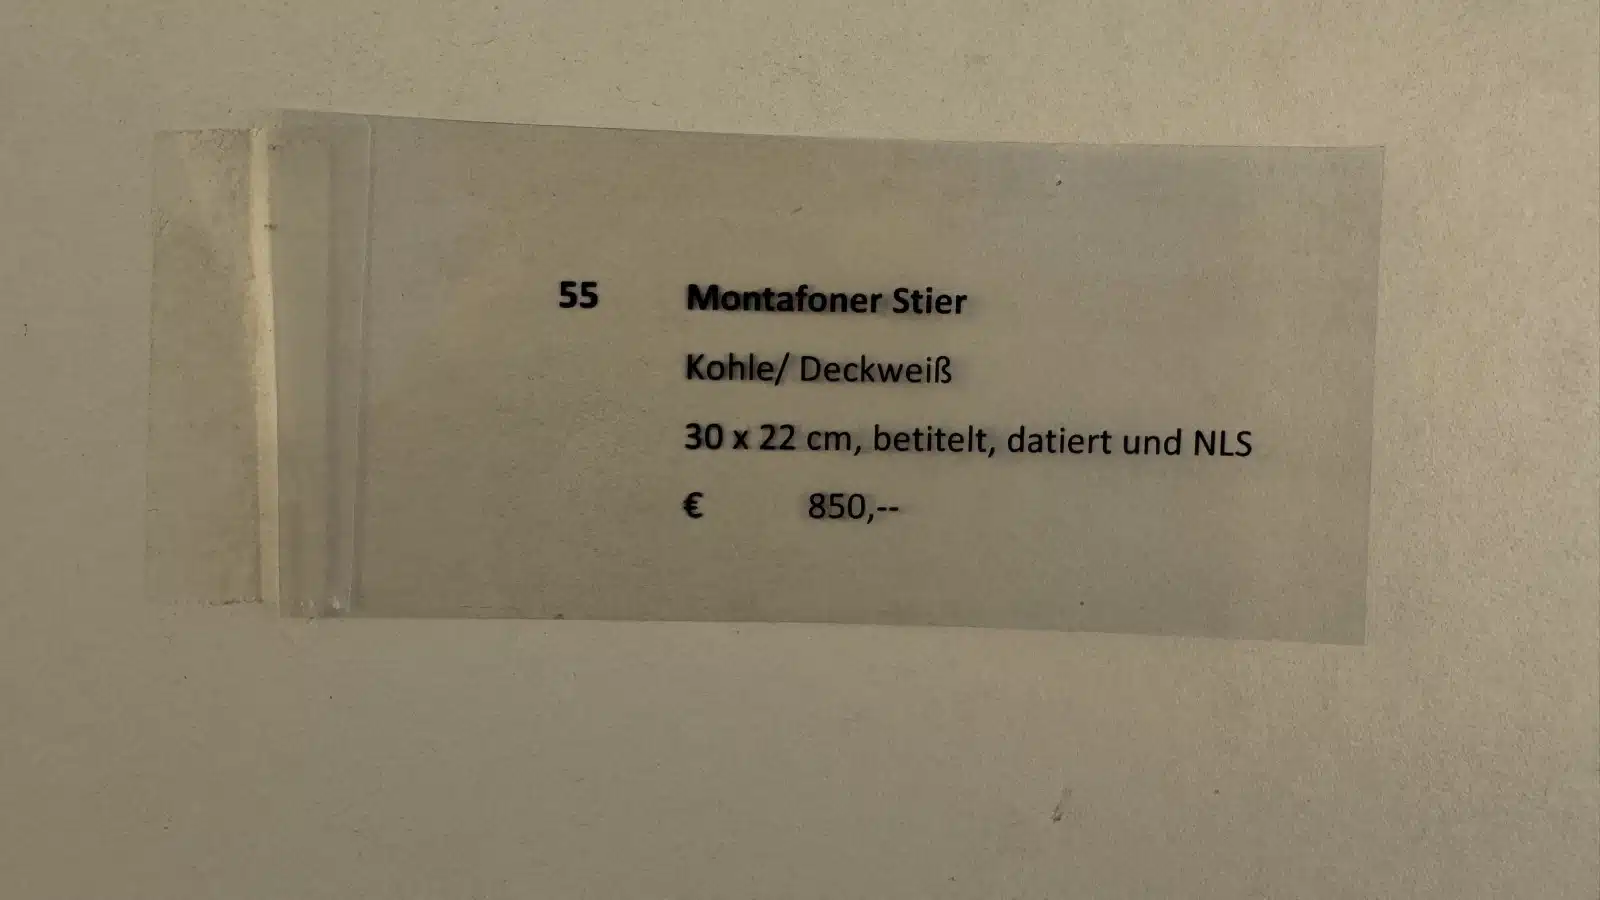 55 Montafoner Stier
Kohle/ Deckweiß
30 x 22 cm, betitelt, datiert und NLS
€ 850,--